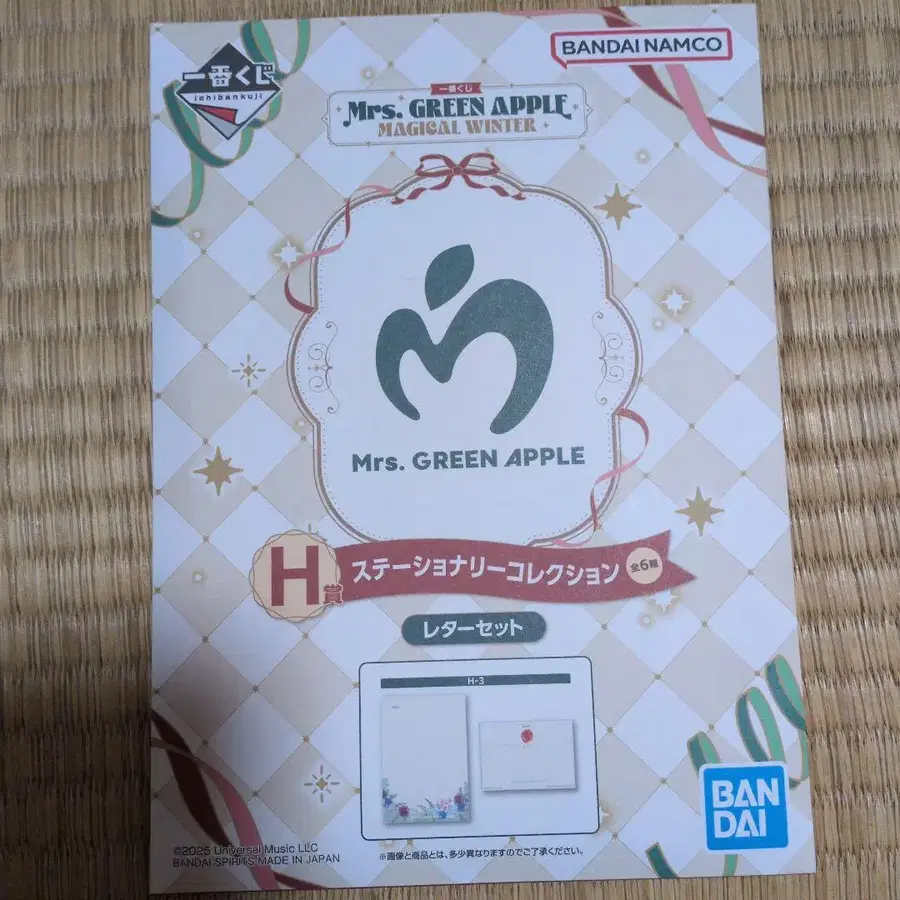 一番くじ
ichibankuji
BANDAI NAMCO
一番くじ
Mrs. GREEN APPLE
MAGICAL WINTER
Mrs. GREEN APPLE
H賞
ステーショナリーコレクション
全6種
レターセット
H-3
BAN
DAI
©2025 Universal Music LLC
BANDAI SPIRITS MADE IN JAPAN
※画像と商品とは、多少異なりますのでご了承ください。